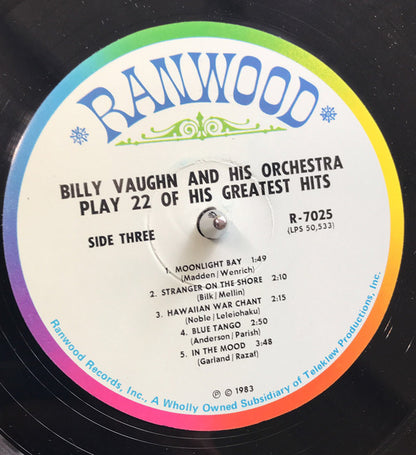 RANWOOD
BILLY VAUGHN AND HIS ORCHESTRA
PLAY 22 OF HIS GREATEST HITS
SIDE THREE
R-7025
(LPS 50,533)
1. MOONLIGHT BAY 1:49
(Madden/Wenrich)
2. STRANGER ON THE SHORE 2:10
(Bilk/Mellin)
3. HAWAIIAN WAR CHANT 2:15
(Noble/Leleiohaku)
4. BLUE TANGO 2:50
(Anderson/Parish)
5. IN THE MOOD 3:48
(Garland/Razaf)
℗ © 1983
Ranwood Records, Inc., A Wholly Owned Subsidiary of Teleklew Productions, Inc.